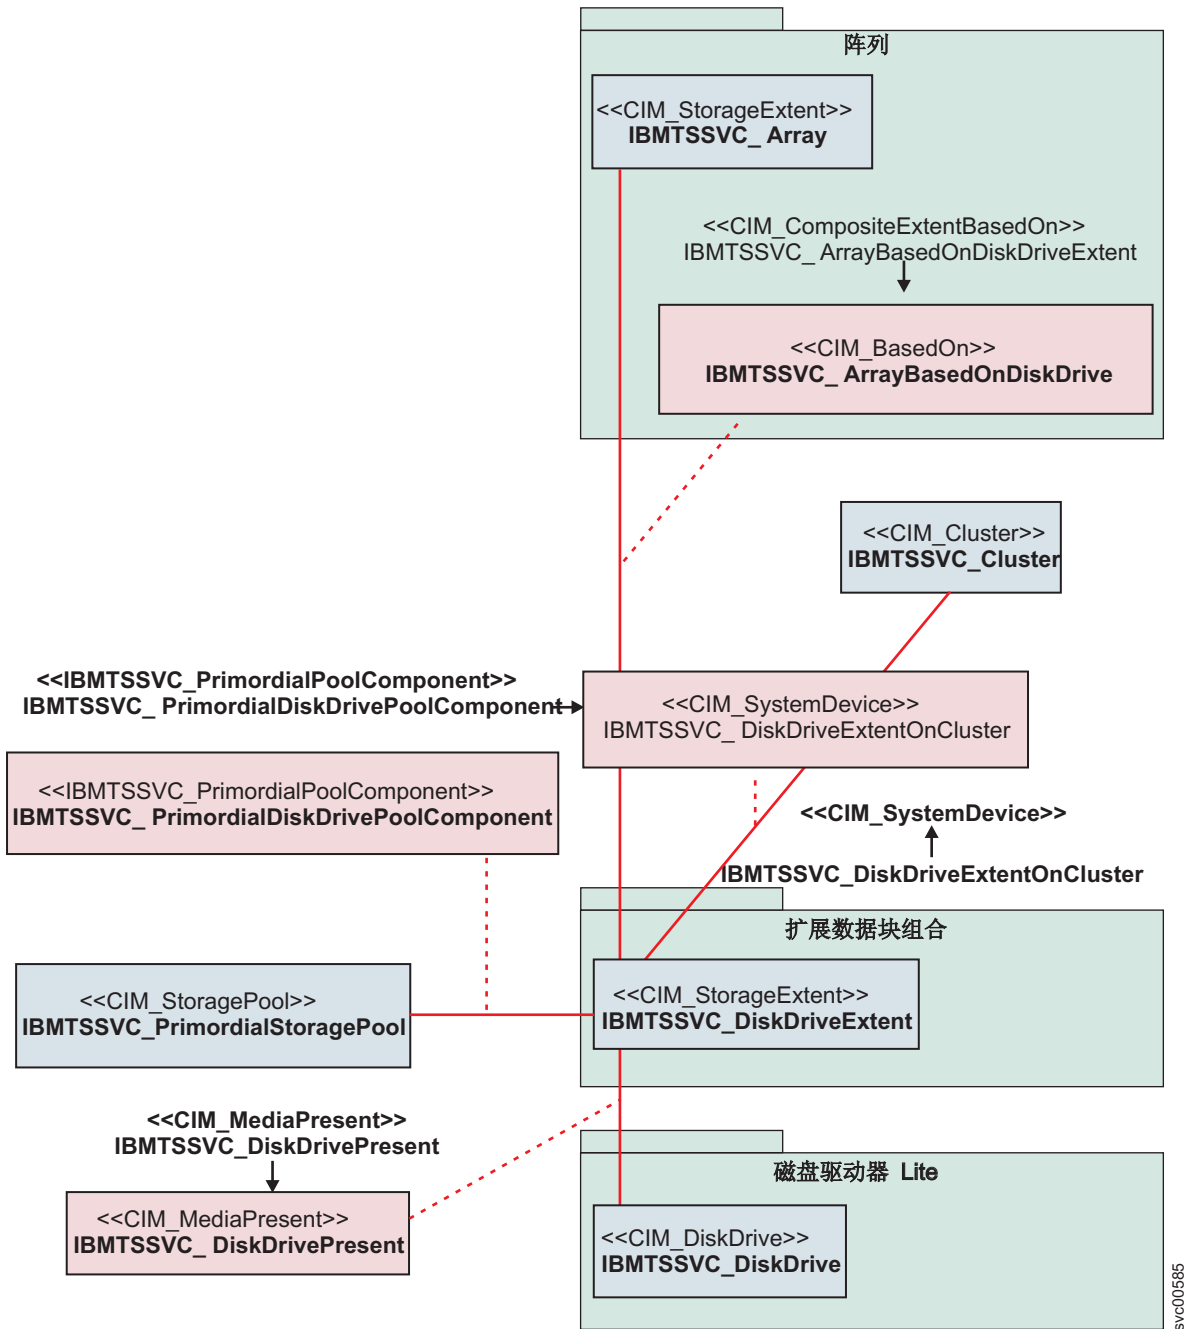 阵列
<<CIM_StorageExtent>>
IBMTSSVC_ Array
<<CIM_CompositeExtentBasedOn>>
IBMTSSVC_ ArrayBasedOnDiskDriveExtent
<<CIM_BasedOn>>
IBMTSSVC_ ArrayBasedOnDiskDrive
<<CIM_Cluster>>
IBMTSSVC_Cluster
<<IBMTSSVC_PrimordialPoolComponent>>
IBMTSSVC_ PrimordialDiskDrivePoolComponent
<<CIM_SystemDevice>>
IBMTSSVC_ DiskDriveExtentOnCluster
<<IBMTSSVC_PrimordialPoolComponent>>
IBMTSSVC_ PrimordialDiskDrivePoolComponent
<<CIM_SystemDevice>>
IBMTSSVC_DiskDriveExtentOnCluster
扩展数据块组合
<<CIM_StoragePool>>
IBMTSSVC_PrimordialStoragePool
<<CIM_StorageExtent>>
IBMTSSVC_DiskDriveExtent
<<CIM_MediaPresent>>
IBMTSSVC_DiskDrivePresent
磁盘驱动器 Lite
<<CIM_MediaPresent>>
IBMTSSVC_ DiskDrivePresent
<<CIM_DiskDrive>>
IBMTSSVC_DiskDrive
svc00585